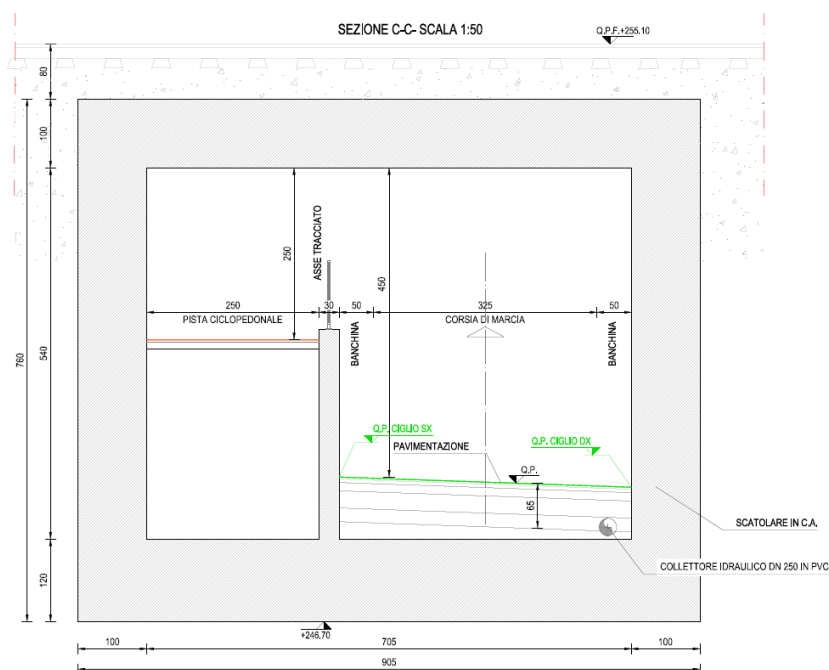 SEZIONE C-C- SCALA 1:50
Q.P.F.+255.10
80
100
ASSE TRACCIATO
250
450
250
30
50
325
50
PISTA CICLOPEDONALE
CORSIA DI MARCIA
BANCHINA
BANCHINA
760
540
Q.P. CIGLIO SX
PAVIMENTAZIONE
Q.P. CIGLIO DX
Q.P.
65
SCATOLARE IN C.A.
COLLETTORE IDRAULICO DN 250 IN PVC
120
+246.70
100
705
100
905